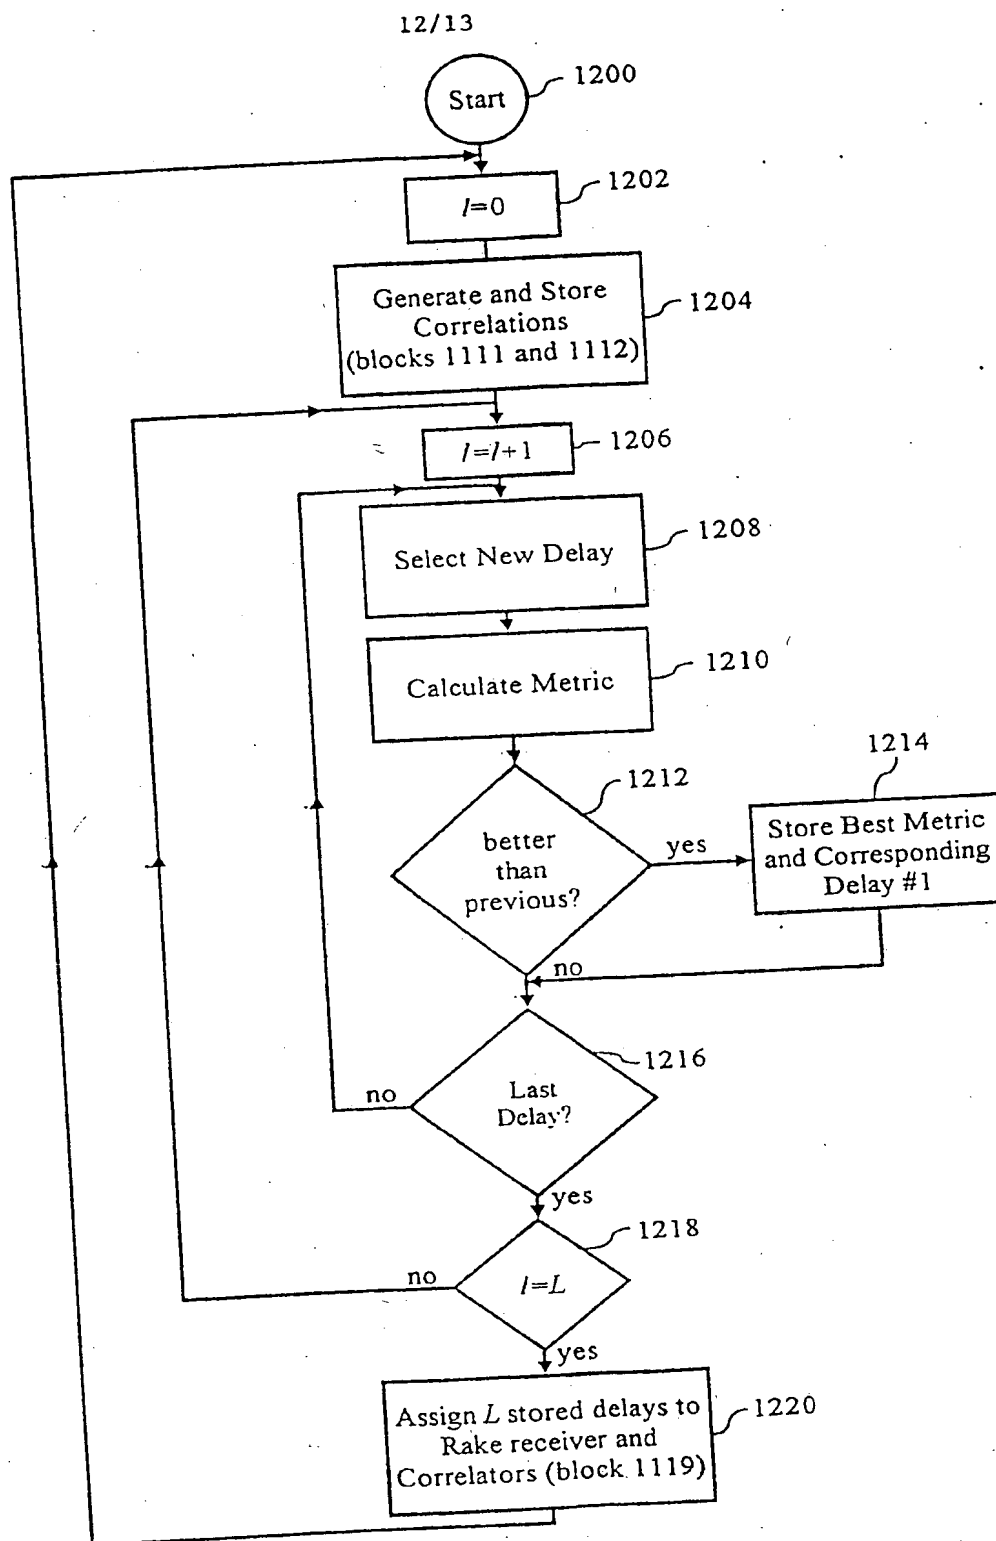 12/13
Start
1200
l=0
1202
Generate and Store
Correlations
(blocks 1111 and 1112)
1204
l=l+1
1206
Select New Delay
1208
Calculate Metric
1210
better
than
previous?
1212
yes
1214
Store Best Metric
and Corresponding
Delay #1
no
Last
Delay?
1216
no
yes
l=L
1218
no
yes
Assign L stored delays to
Rake receiver and
Correlators (block 1119)
1220